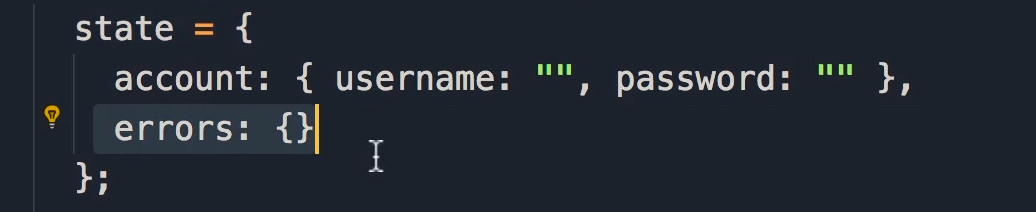 state = {
account: { username: "", password: "" },
errors: {}
};